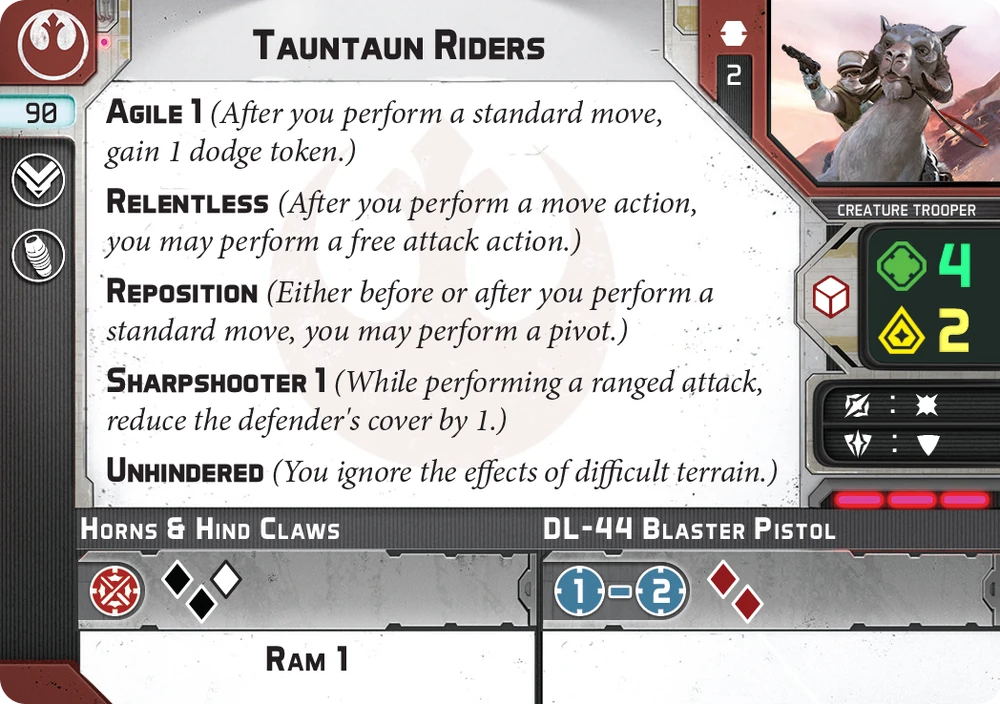 Tauntaun Riders
2
90
Agile 1 (After you perform a standard move,
gain 1 dodge token.)
Relentless (After you perform a move action,
you may perform a free attack action.)
Reposition (Either before or after you perform a
standard move, you may perform a pivot.)
Sharpshooter 1 (While performing a ranged attack,
reduce the defender's cover by 1.)
Unhindered (You ignore the effects of difficult terrain.)
Creature Trooper
4
2
:
:
Horns & Hind Claws
Ram 1
DL-44 Blaster Pistol
1 - 2